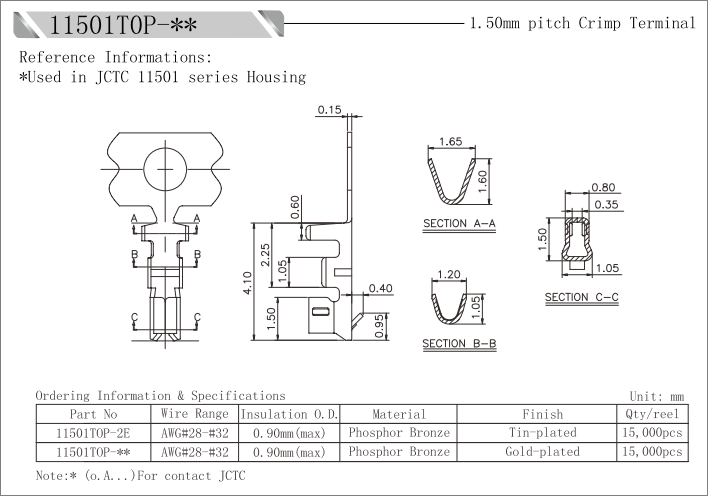 11501TOP-**
1.50mm pitch Crimp Terminal
Reference Informations:
*Used in JCTC 11501 series Housing
0.15
1.65
1.60
SECTION A-A
0.80
0.35
1.50
1.05
SECTION C-C
A A
B B
C C
0.60
2.25
1.05
4.10
1.50
0.40
0.95
1.20
1.05
SECTION B-B
Ordering Information & Specifications Unit: mm
Part No Wire Range Insulation O.D. Material Finish Qty/reel
11501TOP-2E AWG#28-#32 0.90mm(max) Phosphor Bronze Tin-plated 15,000pcs
11501TOP-** AWG#28-#32 0.90mm(max) Phosphor Bronze Gold-plated 15,000pcs
Note:* (o.A...)For contact JCTC